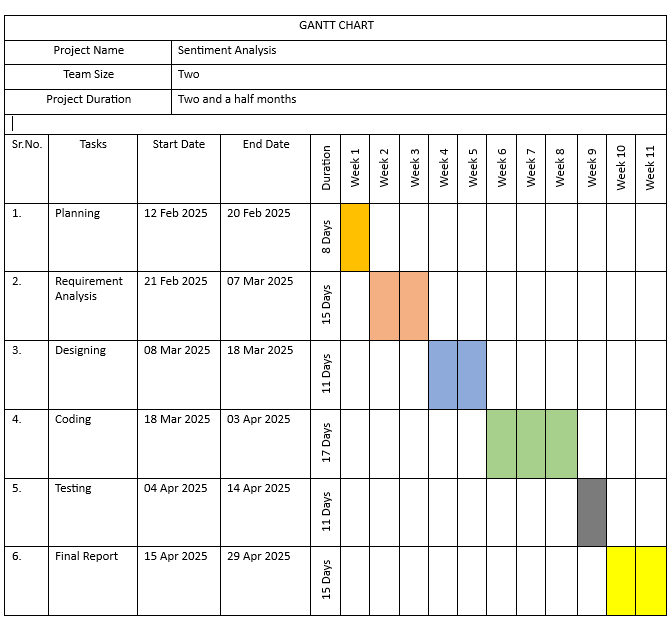 GANTT CHART
Project Name Sentiment Analysis
Team Size Two
Project Duration Two and a half months
Sr.No. Tasks Start Date End Date Duration Week 1 Week 2 Week 3 Week 4 Week 5 Week 6 Week 7 Week 8 Week 9 Week 10 Week 11
1. Planning 12 Feb 2025 20 Feb 2025 8 Days
2. Requirement 21 Feb 2025 07 Mar 2025 15 Days
Analysis
3. Designing 08 Mar 2025 18 Mar 2025 11 Days
4. Coding 18 Mar 2025 03 Apr 2025 17 Days
5. Testing 04 Apr 2025 14 Apr 2025 11 Days
6. Final Report 15 Apr 2025 29 Apr 2025 15 Days